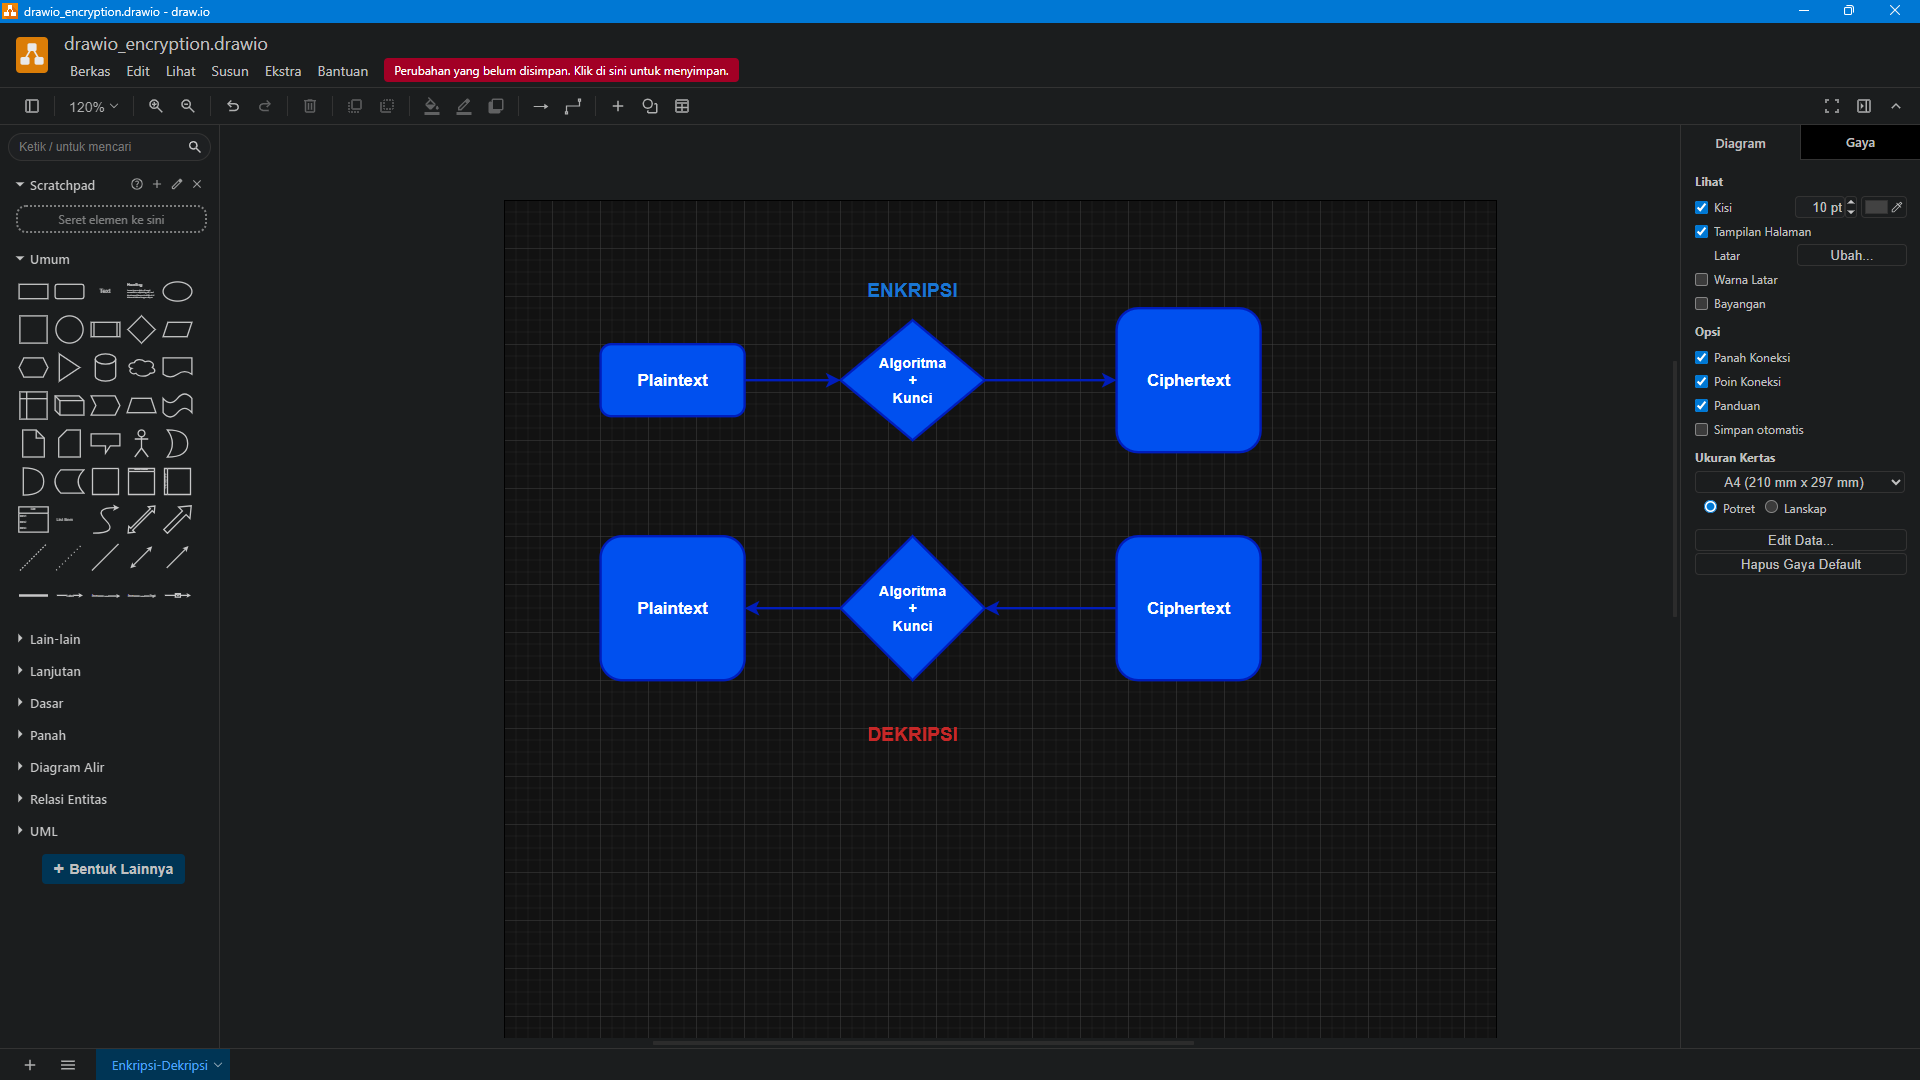 drawio_encryption.drawio - draw.io
drawio_encryption.drawio
Berkas Edit Lihat Susun Ekstra Bantuan Perubahan yang belum disimpan. Klik di sini untuk menyimpan.
120%
Ketik / untuk mencari
Scratchpad
Seret elemen ke sini
Umum
Text
Heading
List Item
Lain-lain
Lanjutan
Dasar
Panah
Diagram Alir
Relasi Entitas
UML
+ Bentuk Lainnya
ENKRIPSI
Plaintext
Algoritma
+
Kunci
Ciphertext
Plaintext
Algoritma
+
Kunci
Ciphertext
DEKRIPSI
Diagram Gaya
Lihat
Kisi 10 pt
Tampilan Halaman
Latar Ubah...
Warna Latar
Bayangan
Opsi
Panah Koneksi
Poin Koneksi
Panduan
Simpan otomatis
Ukuran Kertas
A4 (210 mm x 297 mm)
Potret Lanskap
Edit Data...
Hapus Gaya Default
Enkripsi-Dekripsi